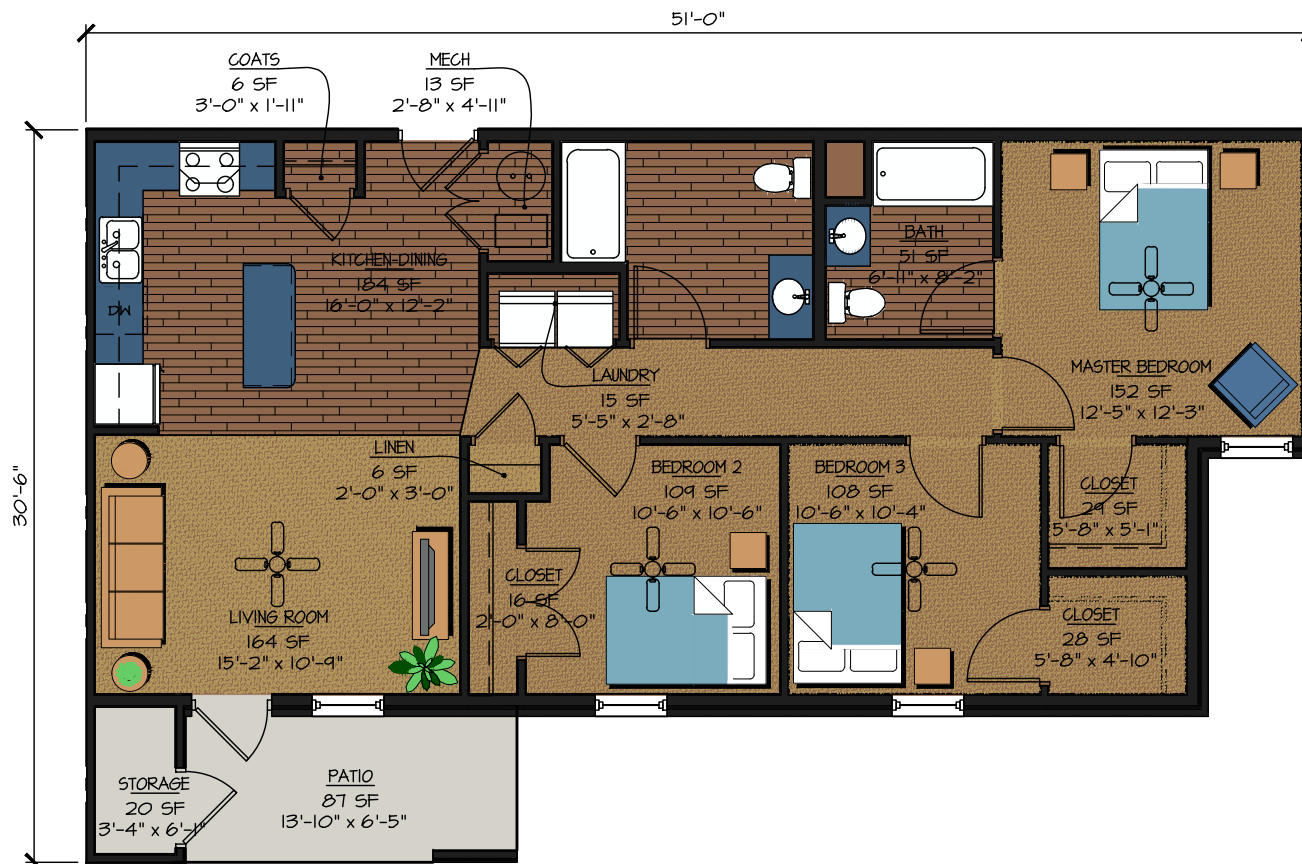 51'-0"
COATS
6 SF
3'-0" x 1'-11"
MECH
13 SF
2'-8" x 4'-11"
KITCHEN-DINING
184 SF
16'-0" x 12'-2"
BATH
51 SF
6'-11" x 8'-2"
DW
LAUNDRY
15 SF
5'-5" x 2'-8"
MASTER BEDROOM
152 SF
12'-5" x 12'-3"
LINEN
6 SF
2'-0" x 3'-0"
BEDROOM 2
109 SF
10'-6" x 10'-6"
BEDROOM 3
108 SF
10'-6" x 10'-4"
CLOSET
29 SF
5'-8" x 5'-1"
30'-6"
CLOSET
16 SF
2'-0" x 8'-0"
LIVING ROOM
164 SF
15'-2" x 10'-9"
CLOSET
28 SF
5'-8" x 4'-10"
STORAGE
20 SF
3'-4" x 6'-1"
PATIO
87 SF
13'-10" x 6'-5"